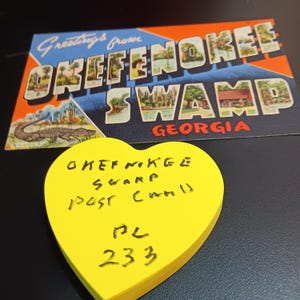 Greetings from
OKEFENOKEE
SWAMP
GEORGIA
OKEFNOKEE
SWAMP
POST CARD
PL
233